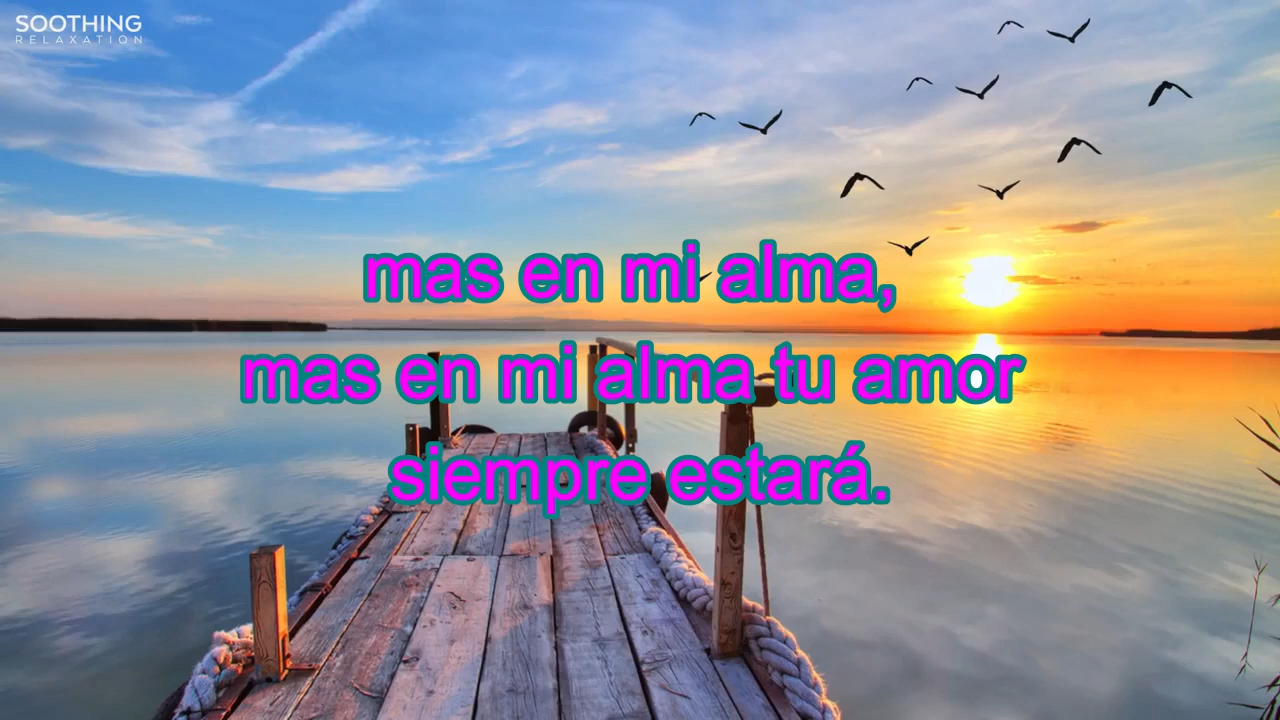 SOOTHING
RELAXATION
mas en mi alma,
mas en mi alma tu amor
siempre estará.